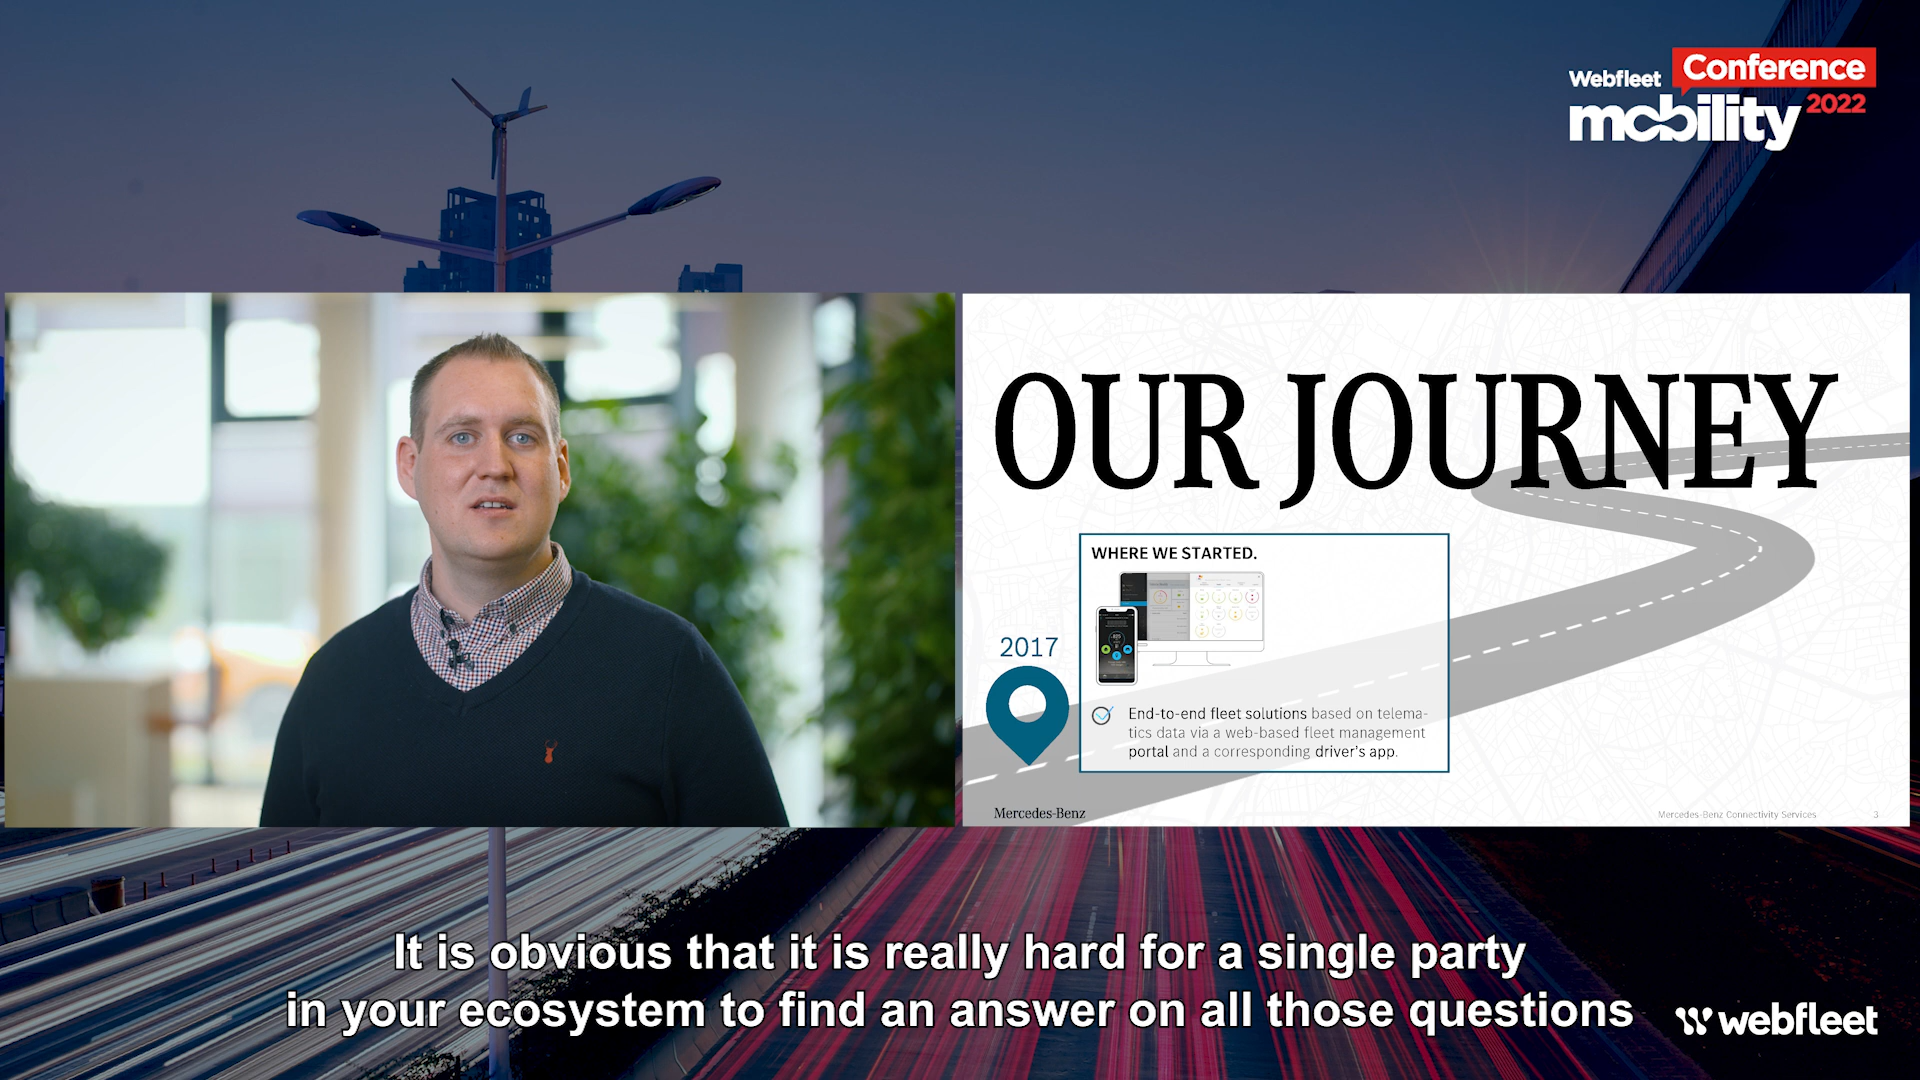 Webfleet Conference
mobility 2022
OUR JOURNEY
WHERE WE STARTED.
2017
End-to-end fleet solutions based on telema-
tics data via a web-based fleet management
portal and a corresponding driver's app.
Mercedes-Benz
Mercedes-Benz Connectivity Services
3
It is obvious that it is really hard for a single party
in your ecosystem to find an answer on all those questions
webfleet